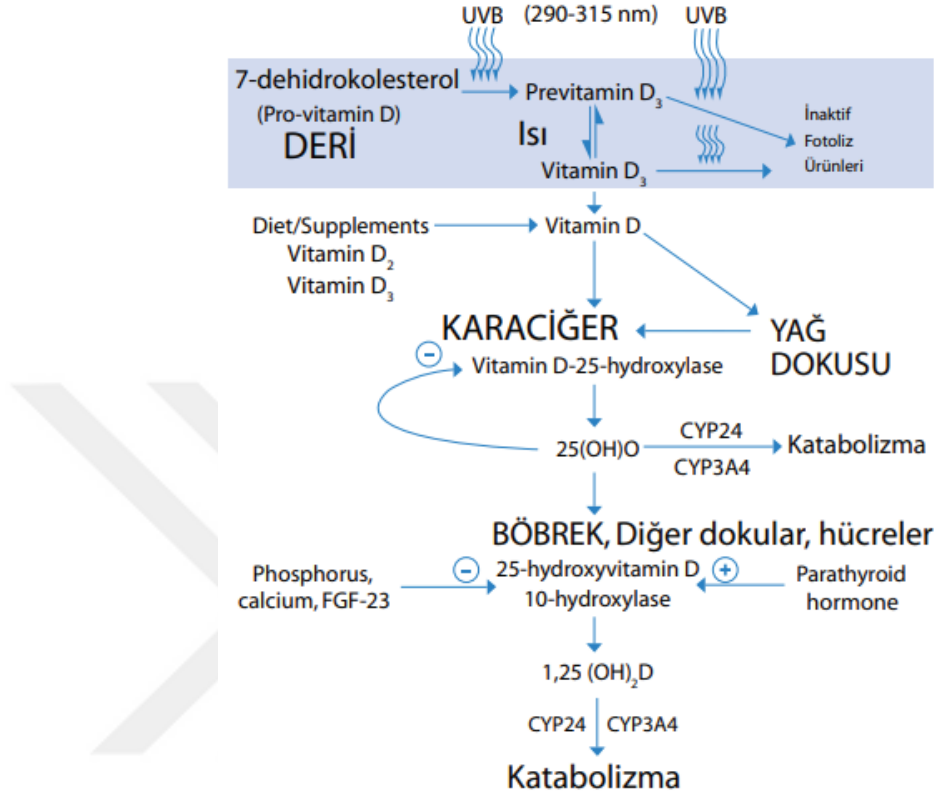 UVB (290-315 nm) UVB
7-dehidrokolesterol
(Pro-vitamin D)
DERİ
Previtamin D₃
Isı
Vitamin D₃
İnaktif
Fotoliz
Ürünleri
Diet/Supplements
Vitamin D₂
Vitamin D₃
Vitamin D
KARACİĞER
Vitamin D-25-hydroxylase
YAĞ
DOKUSU
25(OH)O
CYP24
CYP3A4
Katabolizma
BÖBREK, Diğer dokular, hücreler
Phosphorus,
calcium, FGF-23
−
25-hydroxyvitamin D
10-hydroxylase
+
Parathyroid
hormone
1,25 (OH)₂D
CYP24 CYP3A4
Katabolizma